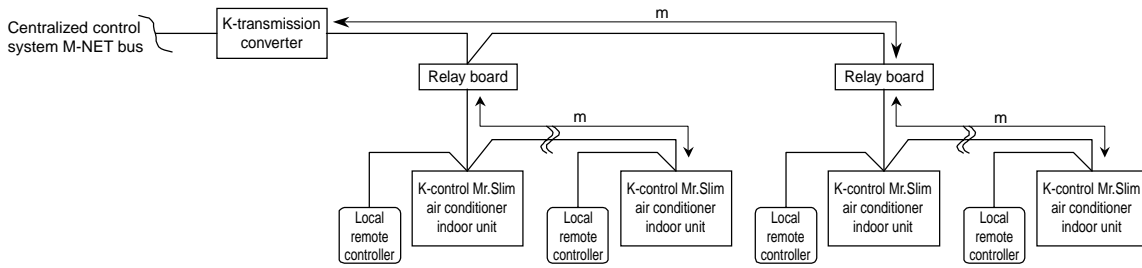 Centralized control
system M-NET bus
K-transmission
converter
m
Relay board
Relay board
m
m
K-control Mr.Slim
air conditioner
indoor unit
K-control Mr.Slim
air conditioner
indoor unit
K-control Mr.Slim
air conditioner
indoor unit
K-control Mr.Slim
air conditioner
indoor unit
Local
remote
controller
Local
remote
controller
Local
remote
controller
Local
remote
controller